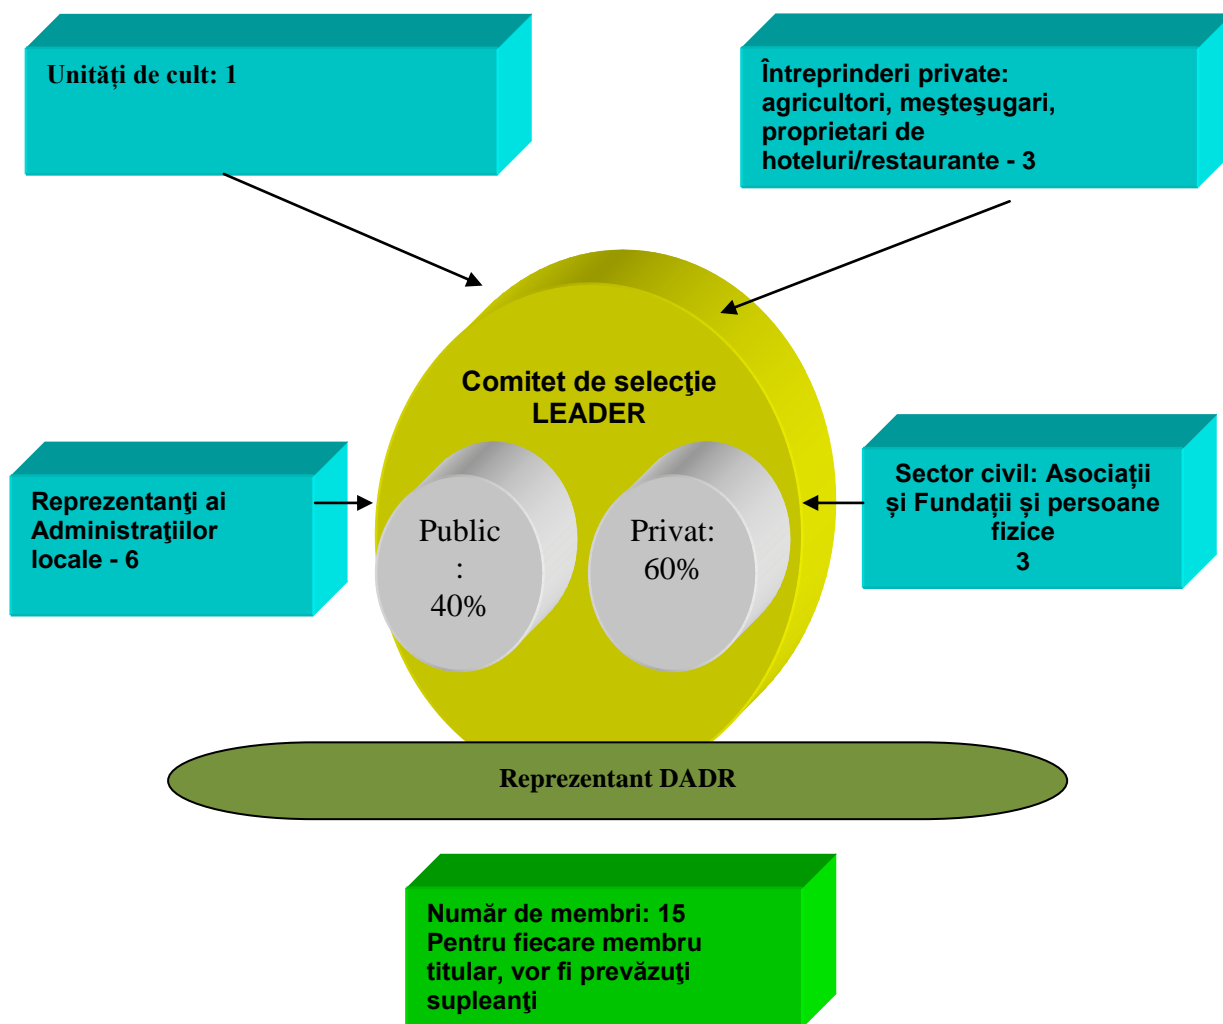 Unități de cult: 1
Întreprinderi private:
agricultori, meşteşugari,
proprietari de
hoteluri/restaurante - 3
Comitet de selecţie
LEADER
Reprezentanţi ai
Administraţiilor
locale - 6
Public
:
40%
Privat:
60%
Sector civil: Asociații
și Fundații și persoane
fizice
3
Reprezentant DADR
Număr de membri: 15
Pentru fiecare membru
titular, vor fi prevăzuţi
supleanţi